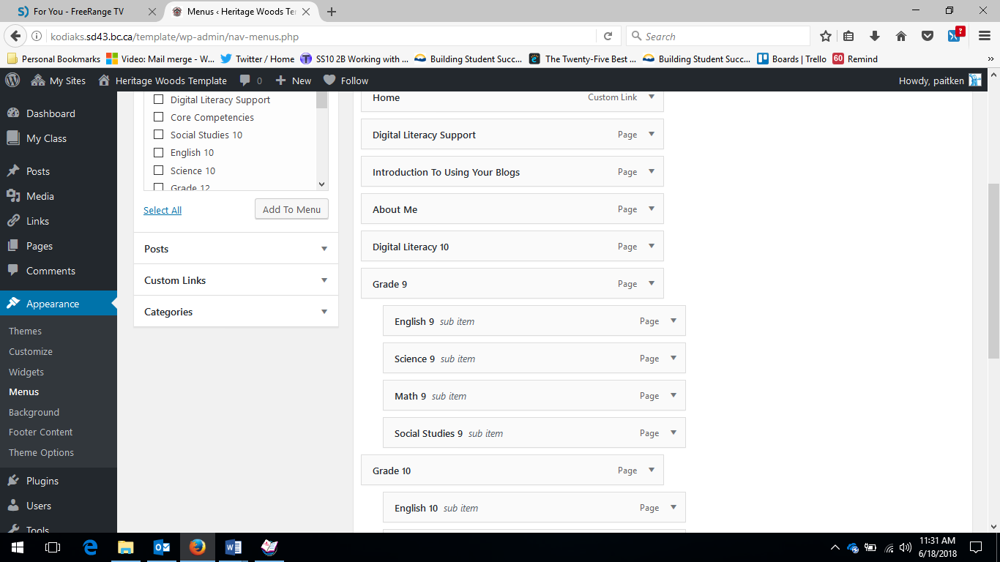 For You - FreeRange TV
Menus ‹ Heritage Woods Te
kodiaks.sd43.bc.ca/template/wp-admin/nav-menus.php
Search
?
Personal Bookmarks
Video: Mail merge - W...
Twitter / Home
SS10 2B Working with ...
Building Student Succ...
The Twenty-Five Best ...
Building Student Succ...
Boards | Trello
60 Remind
My Sites
Heritage Woods Template
0
New
Follow
Howdy, paitken
Dashboard
My Class
Posts
Media
Links
Pages
Comments
Appearance
Themes
Customize
Widgets
Menus
Background
Footer Content
Theme Options
Plugins
Users
Tools
Digital Literacy Support
Core Competencies
Social Studies 10
English 10
Science 10
Grade 12
Select All
Add To Menu
Posts
Custom Links
Categories
Home Custom Link
Digital Literacy Support Page
Introduction To Using Your Blogs Page
About Me Page
Digital Literacy 10 Page
Grade 9 Page
English 9 sub item Page
Science 9 sub item Page
Math 9 sub item Page
Social Studies 9 sub item Page
Grade 10 Page
English 10 sub item Page
11:31 AM
6/18/2018